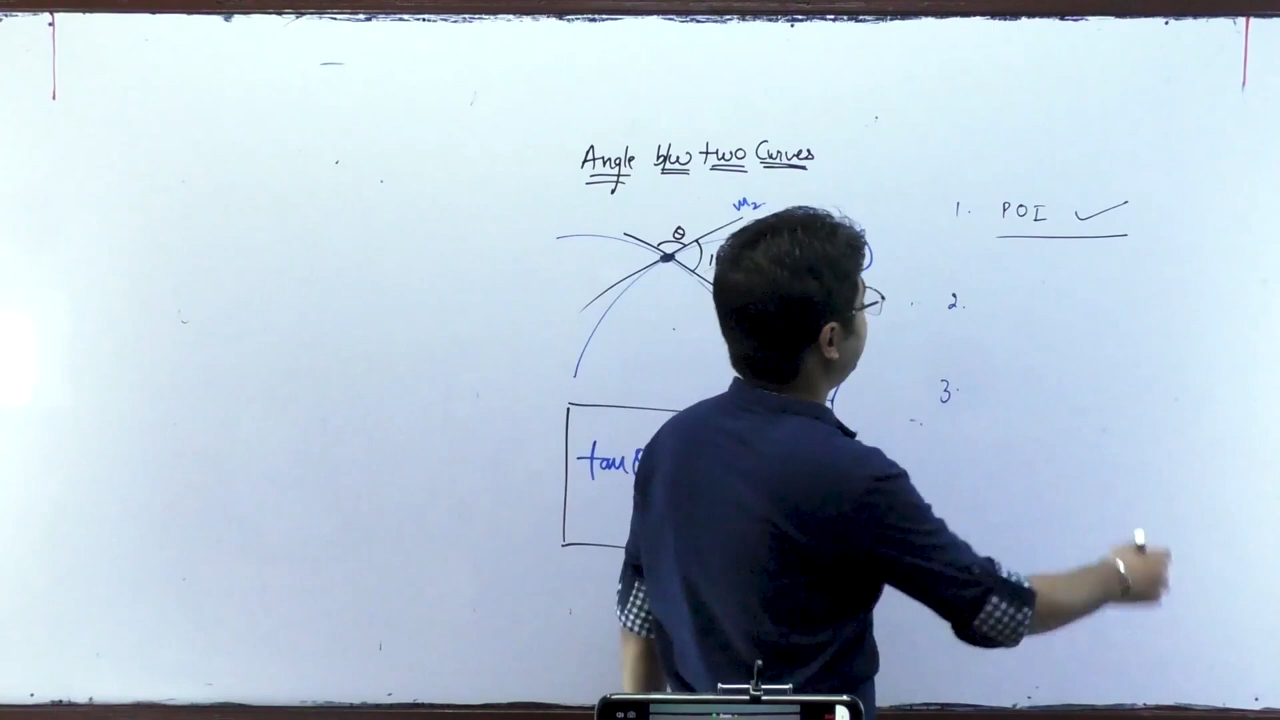 Angle b/w two Curves
m₂
θ
1. POI ✓
2.
3.
tan θ